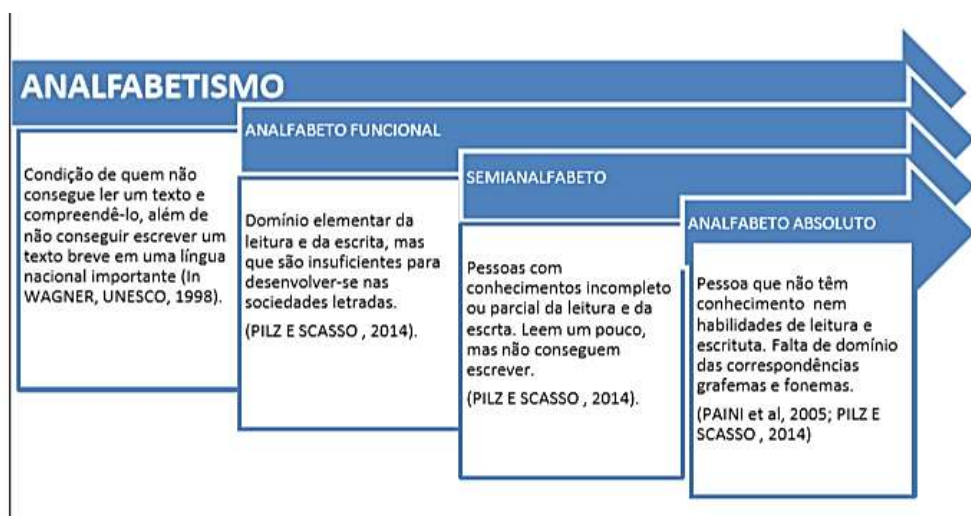 ANALFABETISMO
Condição de quem não
consegue ler um texto e
compreendê-lo, além de
não conseguir escrever um
texto breve em uma língua
nacional importante (In
WAGNER, UNESCO, 1998).
ANALFABETO FUNCIONAL
Domínio elementar da
leitura e da escrita, mas
que são insuficientes para
desenvolver-se nas
sociedades letradas.
(PILZ E SCASSO , 2014).
SEMIANALFABETO
Pessoas com
conhecimentos incompleto
ou parcial da leitura e da
escrta. Leem um pouco,
mas não conseguem
escrever.
(PILZ E SCASSO , 2014).
ANALFABETO ABSOLUTO
Pessoa que não têm
conhecimento nem
habilidades de leitura e
escrituta. Falta de domínio
das correspondências
grafemas e fonemas.
(PAINI et al, 2005; PILZ E
SCASSO , 2014)